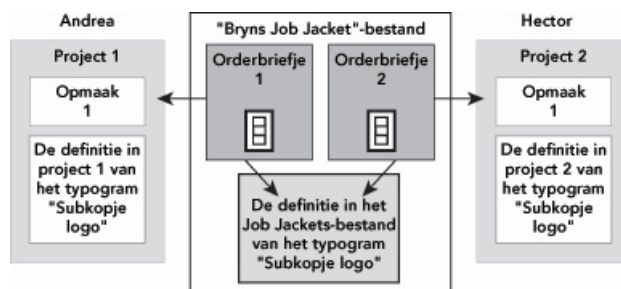 Andrea
Project 1
Opmaak
1
De definitie in
project 1 van
het typogram
"Subkopje
logo"
"Bryns Job Jacket"-bestand
Orderbriefje
1
Orderbriefje
2
De definitie in het
Job Jackets-bestand
van het typogram
"Subkopje logo"
Hector
Project 2
Opmaak
1
De definitie in
project 2 van
het typogram
"Subkopje
logo"